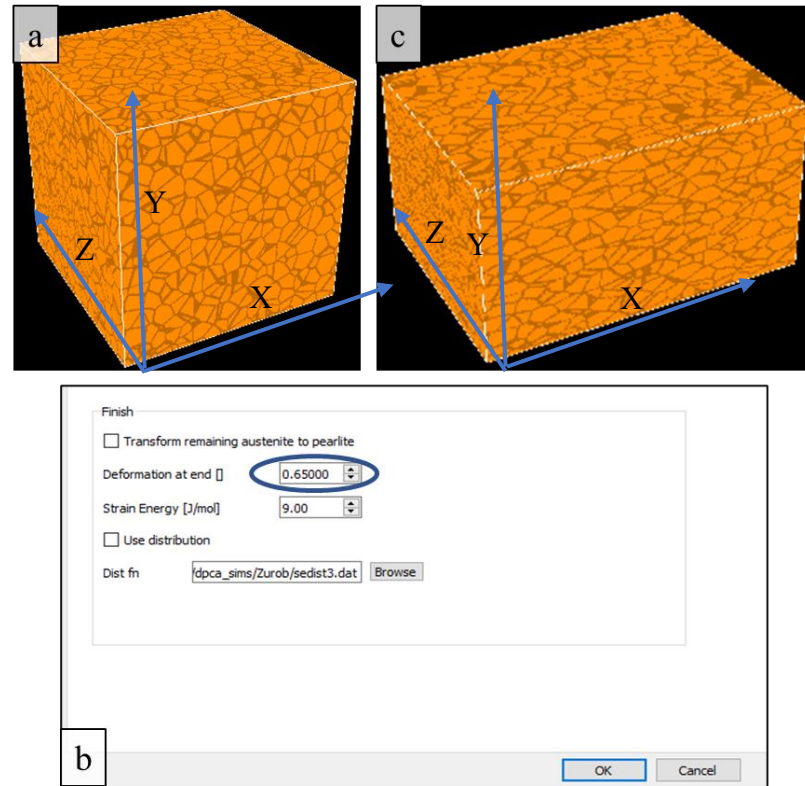 a
c
Y
Z
X
Z
Y
X
Finish
Transform remaining austenite to pearlite
Deformation at end []
0.65000
Strain Energy [J/mol]
9.00
Use distribution
Dist fn
/dpca_sims/Zurob/sedist3.dat
Browse
b
OK
Cancel